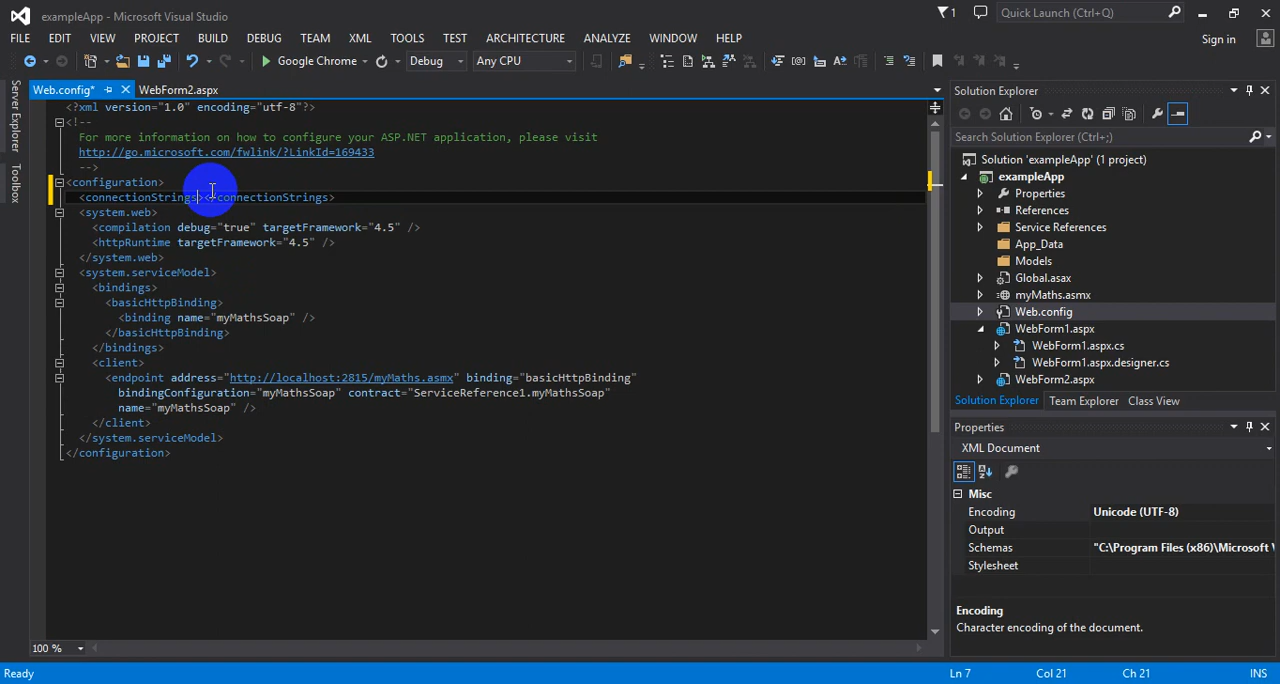 exampleApp - Microsoft Visual Studio
1
Quick Launch (Ctrl+Q)
FILE EDIT VIEW PROJECT BUILD DEBUG TEAM XML TOOLS TEST ARCHITECTURE ANALYZE WINDOW HELP
Sign in
Google Chrome Debug Any CPU
Server Explorer
Toolbox
Web.config* WebForm2.aspx
<?xml version="1.0" encoding="utf-8"?>
<!--
For more information on how to configure your ASP.NET application, please visit
http://go.microsoft.com/fwlink/?LinkId=169433
-->
<configuration>
<connectionStrings></connectionStrings>
<system.web>
<compilation debug="true" targetFramework="4.5" />
<httpRuntime targetFramework="4.5" />
</system.web>
<system.serviceModel>
<bindings>
<basicHttpBinding>
<binding name="myMathsSoap" />
</basicHttpBinding>
</bindings>
<client>
<endpoint address="http://localhost:2815/myMaths.asmx" binding="basicHttpBinding"
bindingConfiguration="myMathsSoap" contract="ServiceReference1.myMathsSoap"
name="myMathsSoap" />
</client>
</system.serviceModel>
</configuration>
100 %
Solution Explorer
Search Solution Explorer (Ctrl+;)
Solution 'exampleApp' (1 project)
exampleApp
Properties
References
Service References
App_Data
Models
Global.asax
myMaths.asmx
Web.config
WebForm1.aspx
WebForm1.aspx.cs
WebForm1.aspx.designer.cs
WebForm2.aspx
Solution Explorer Team Explorer Class View
Properties
XML Document
Misc
Encoding Unicode (UTF-8)
Output
Schemas "C:\Program Files (x86)\Microsoft V
Stylesheet
Encoding
Character encoding of the document.
Ready
Ln 7 Col 21 Ch 21 INS